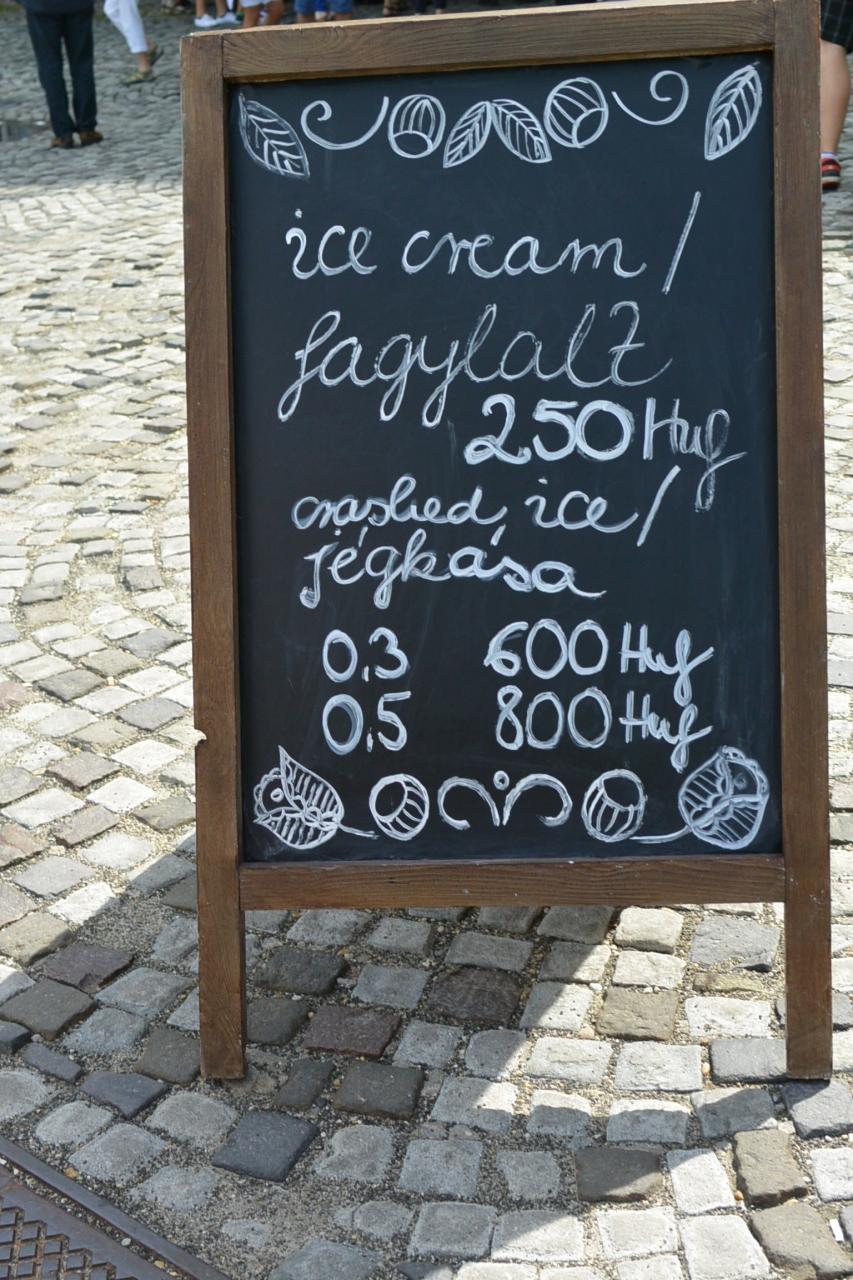 ice cream /
fagylalt
250 Huf
crashed ice /
jégkása
0,3 600 Huf
0,5 800 Huf